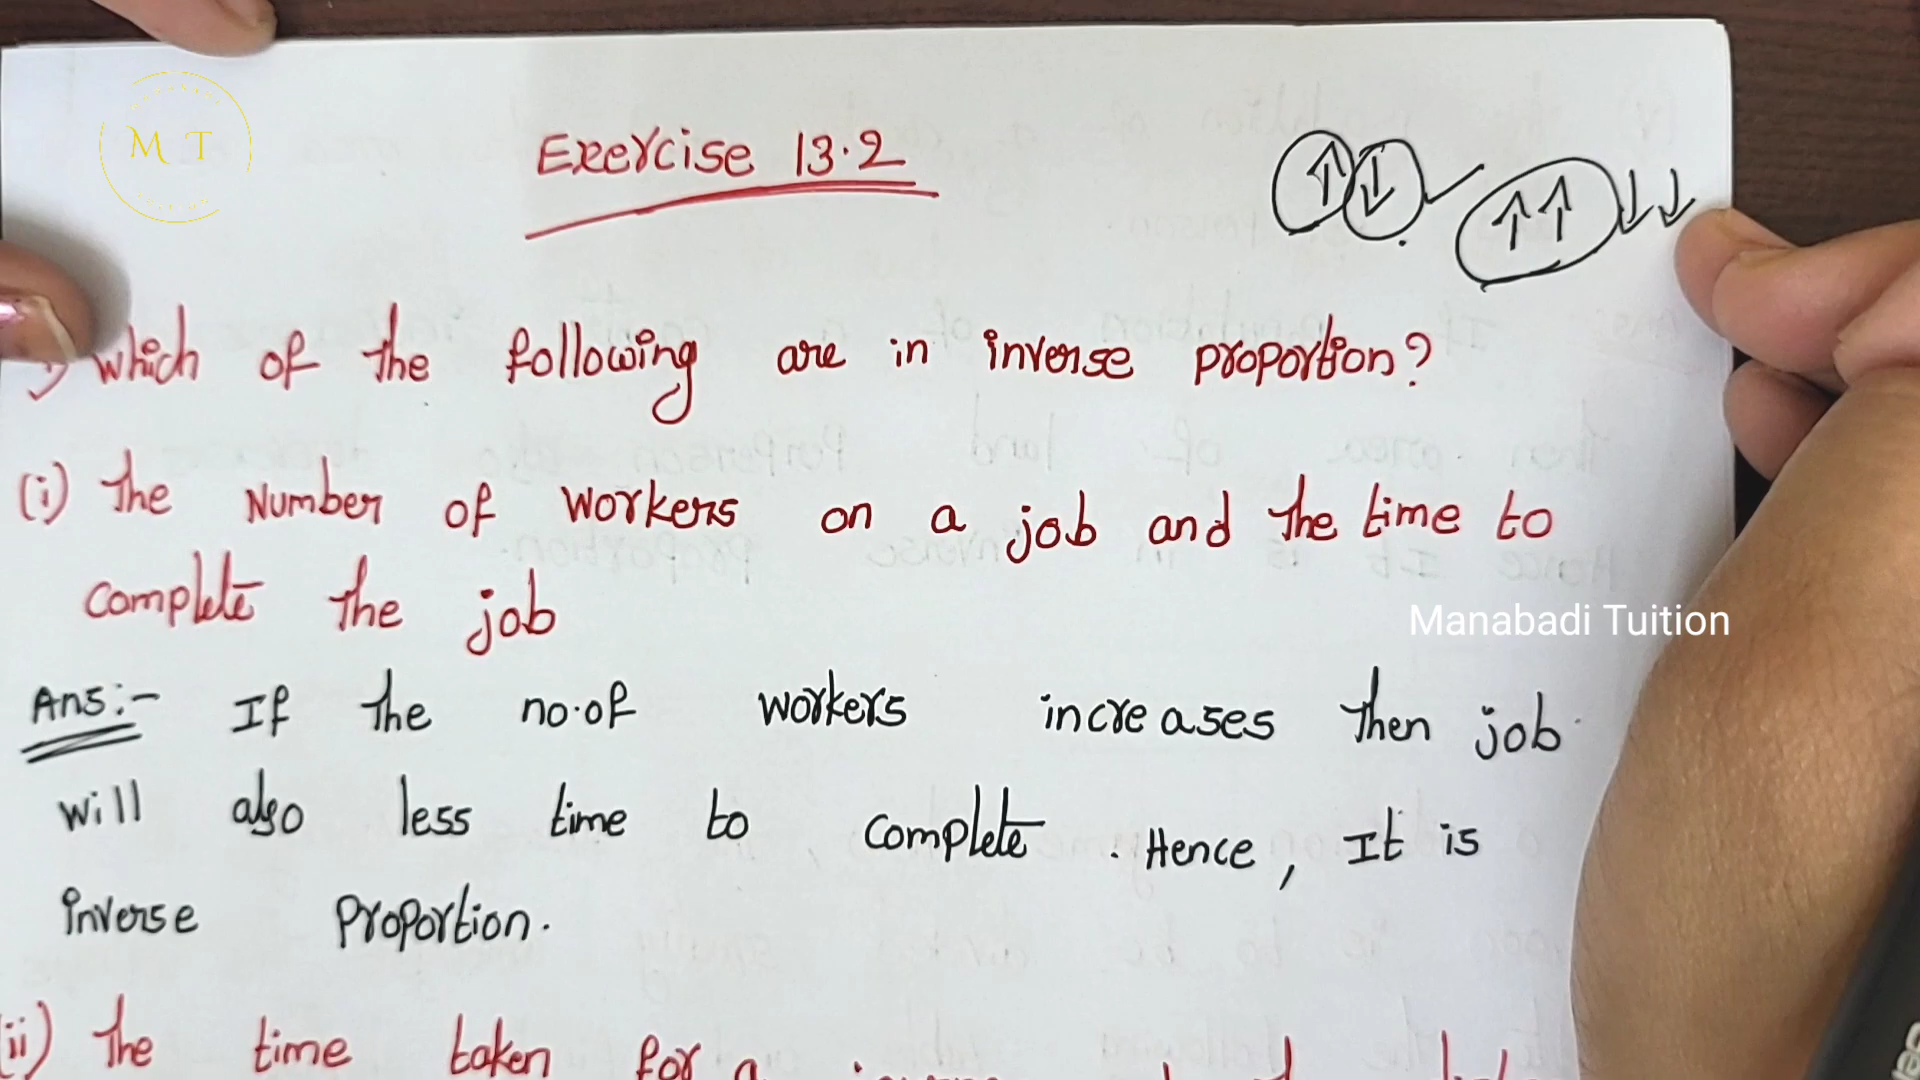 M T
Exercise 13.2
which of the following are in inverse proportion?
(i) The Number of workers on a job and the time to
complete the job
Manabadi Tuition
Ans:- If the no.of workers increases then job
will also less time to complete. Hence, It is
inverse proportion.
(ii) The time taken for a